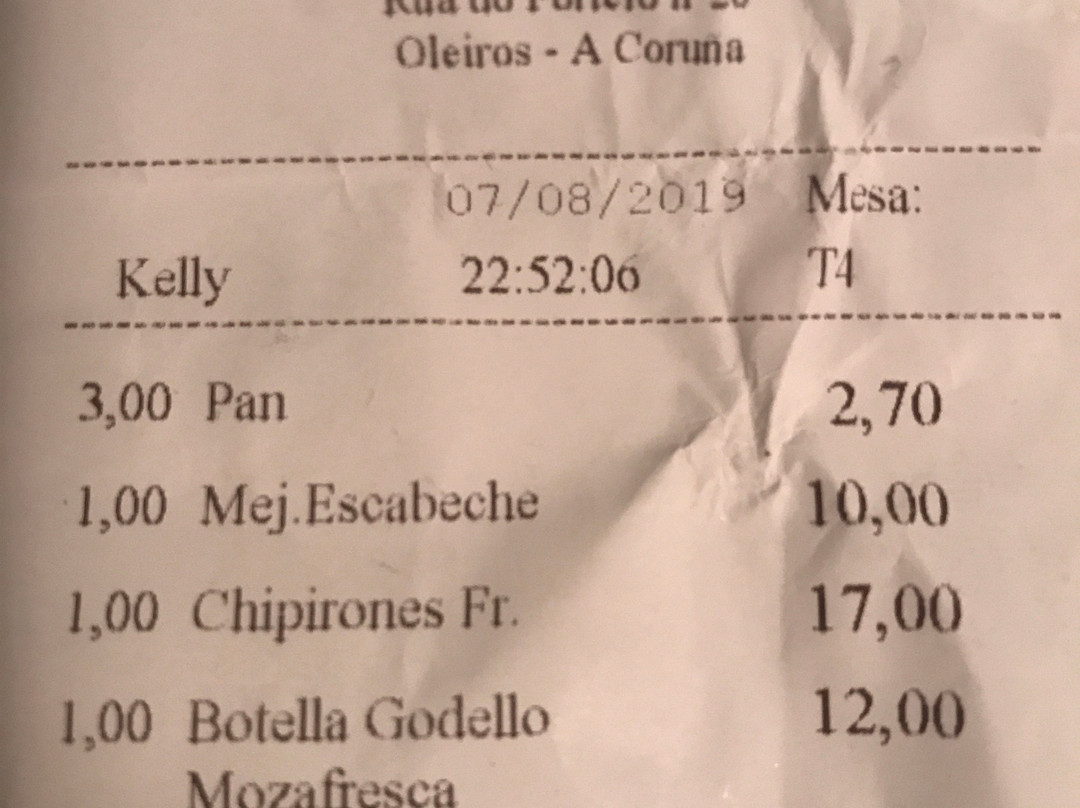 Oleiros - A Coruña
07/08/2019 Mesa:
Kelly 22:52:06 T4
3,00 Pan 2,70
1,00 Mej.Escabeche 10,00
1,00 Chipirones Fr. 17,00
1,00 Botella Godello 12,00
Mozafresca